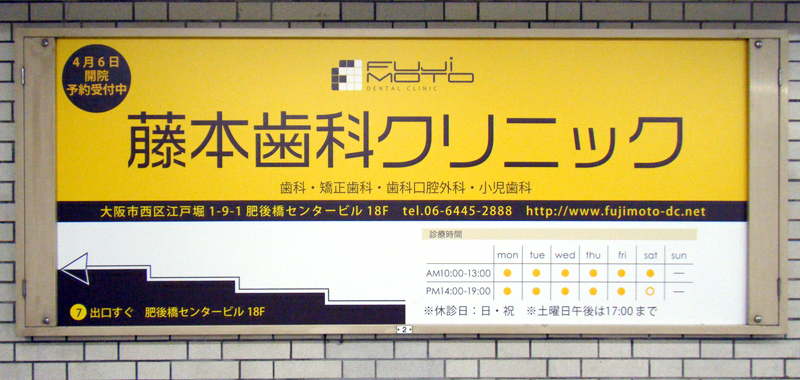 4月6日
開院
予約受付中
FUJI
MOTO
DENTAL CLINIC
藤本歯科クリニック
歯科・矯正歯科・歯科口腔外科・小児歯科
大阪市西区江戸堀1-9-1 肥後橋センタービル18F tel.06-6445-2888 http://www.fujimoto-dc.net
診療時間
mon tue wed thu fri sat sun
AM10:00-13:00 ● ● ● ● ● ● —
PM14:00-19:00 ● ● ● ● ● ○ —
※休診日：日・祝 ※土曜日午後は17:00まで
7 出口すぐ 肥後橋センタービル 18F
2